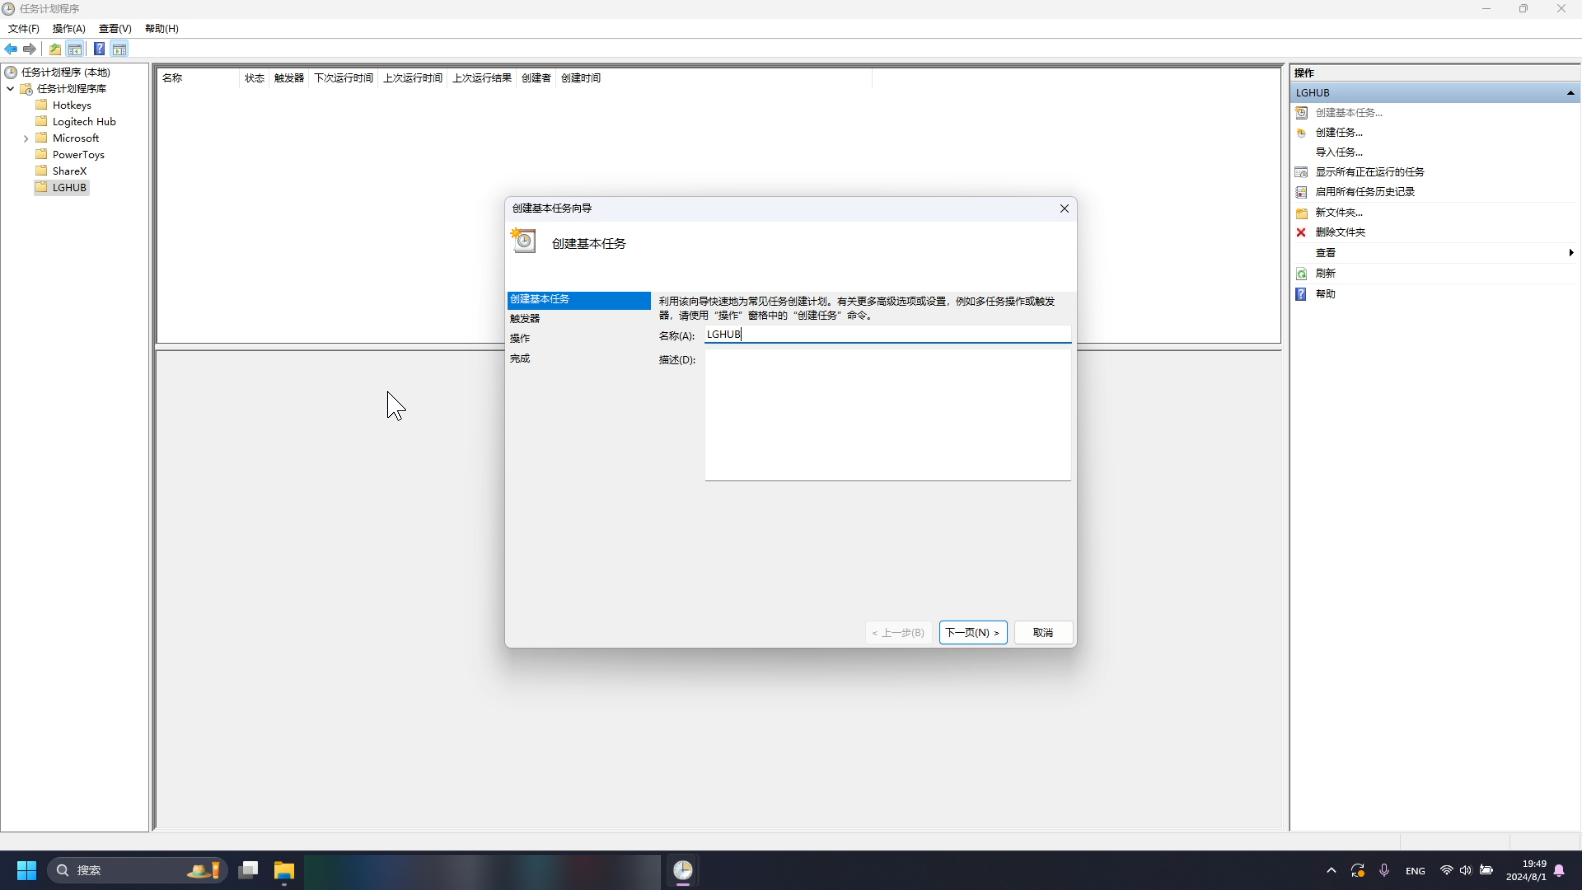 任务计划程序
文件(F) 操作(A) 查看(V) 帮助(H)
任务计划程序 (本地)
任务计划程序库
Hotkeys
Logitech Hub
Microsoft
PowerToys
ShareX
LGHUB
名称 状态 触发器 下次运行时间 上次运行时间 上次运行结果 创建者 创建时间
创建基本任务向导
创建基本任务
创建基本任务
触发器
操作
完成
利用该向导快速地为常见任务创建计划。有关更多高级选项或设置，例如多任务操作或触发
器，请使用“操作”窗格中的“创建任务”命令。
名称(A): LGHUB
描述(D):
< 上一步(B) 下一页(N) > 取消
操作
LGHUB
创建基本任务...
创建任务...
导入任务...
显示所有正在运行的任务
启用所有任务历史记录
新文件夹...
删除文件夹
查看
刷新
帮助
搜索
ENG
19:49
2024/8/1